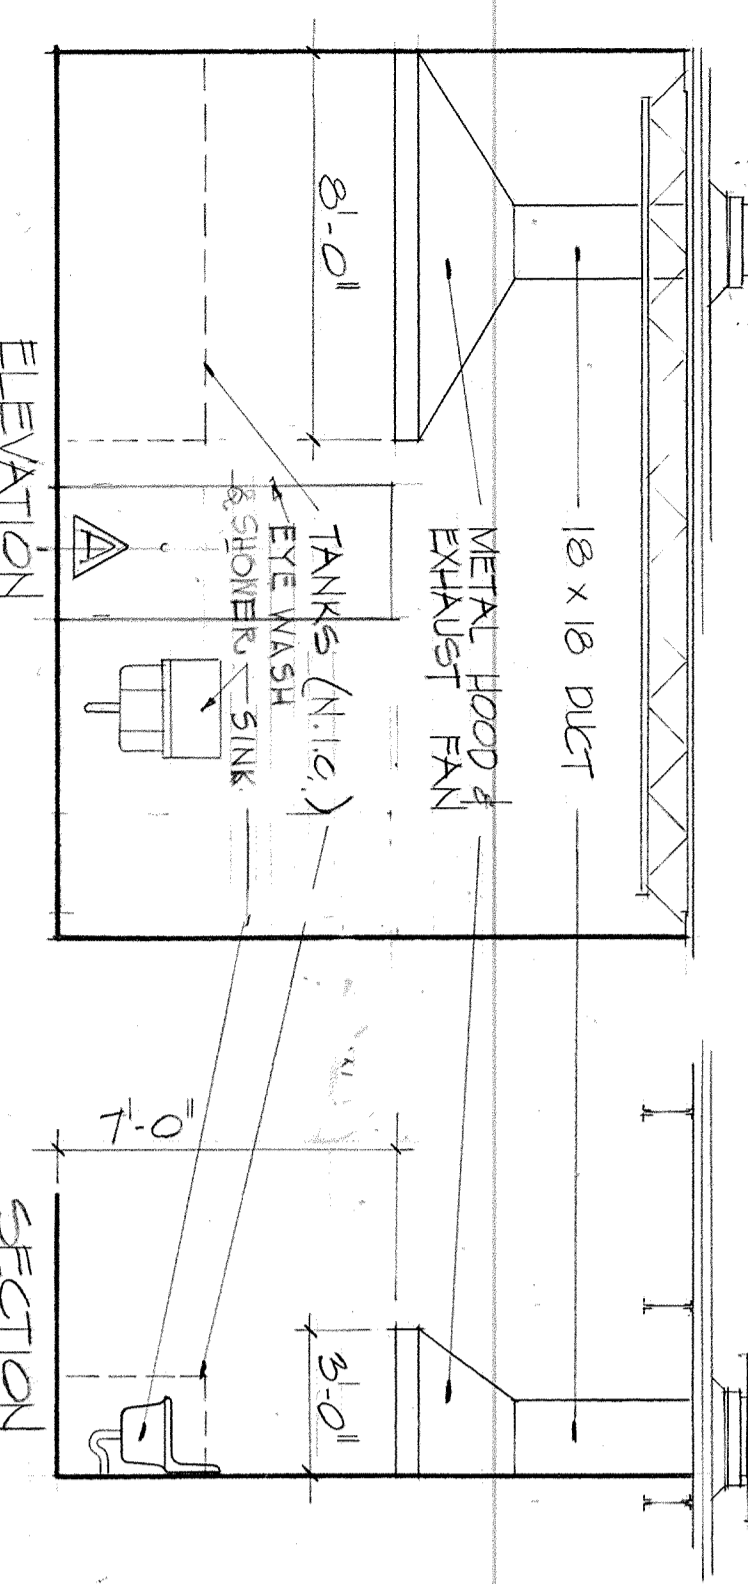 18 x 18 DUCT
METAL HOOD &
EXHAUST FAN
TANKS (N.I.C.)
EYE WASH
& SHOWER
SINK
8'-0"
A
7'-0"
3'-0"
ELEVATION
SECTION